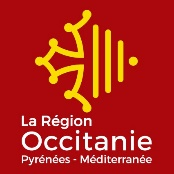 La Région
Occitanie
Pyrénées - Méditerranée